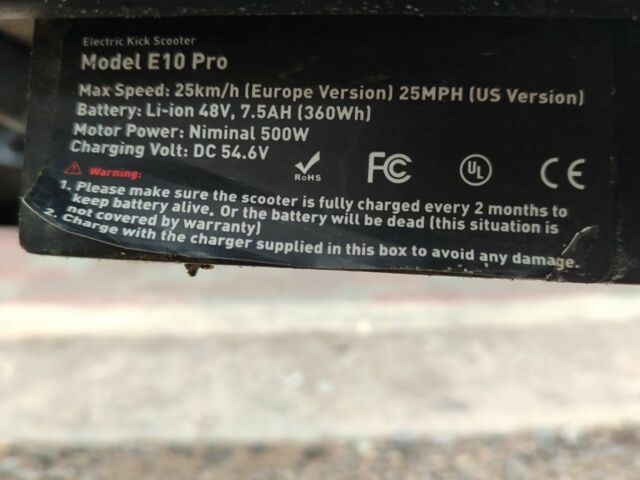 Electric Kick Scooter
Model E10 Pro
Max Speed: 25km/h (Europe Version) 25MPH (US Version)
Battery: Li-ion 48V, 7.5AH (360Wh)
Motor Power: Niminal 500W
Charging Volt: DC 54.6V
RoHS FC UL CE
Warning:
1. Please make sure the scooter is fully charged every 2 months to
keep battery alive. Or the battery will be dead (this situation is
not covered by warranty)
2. Charge with the charger supplied in this box to avoid any damage.